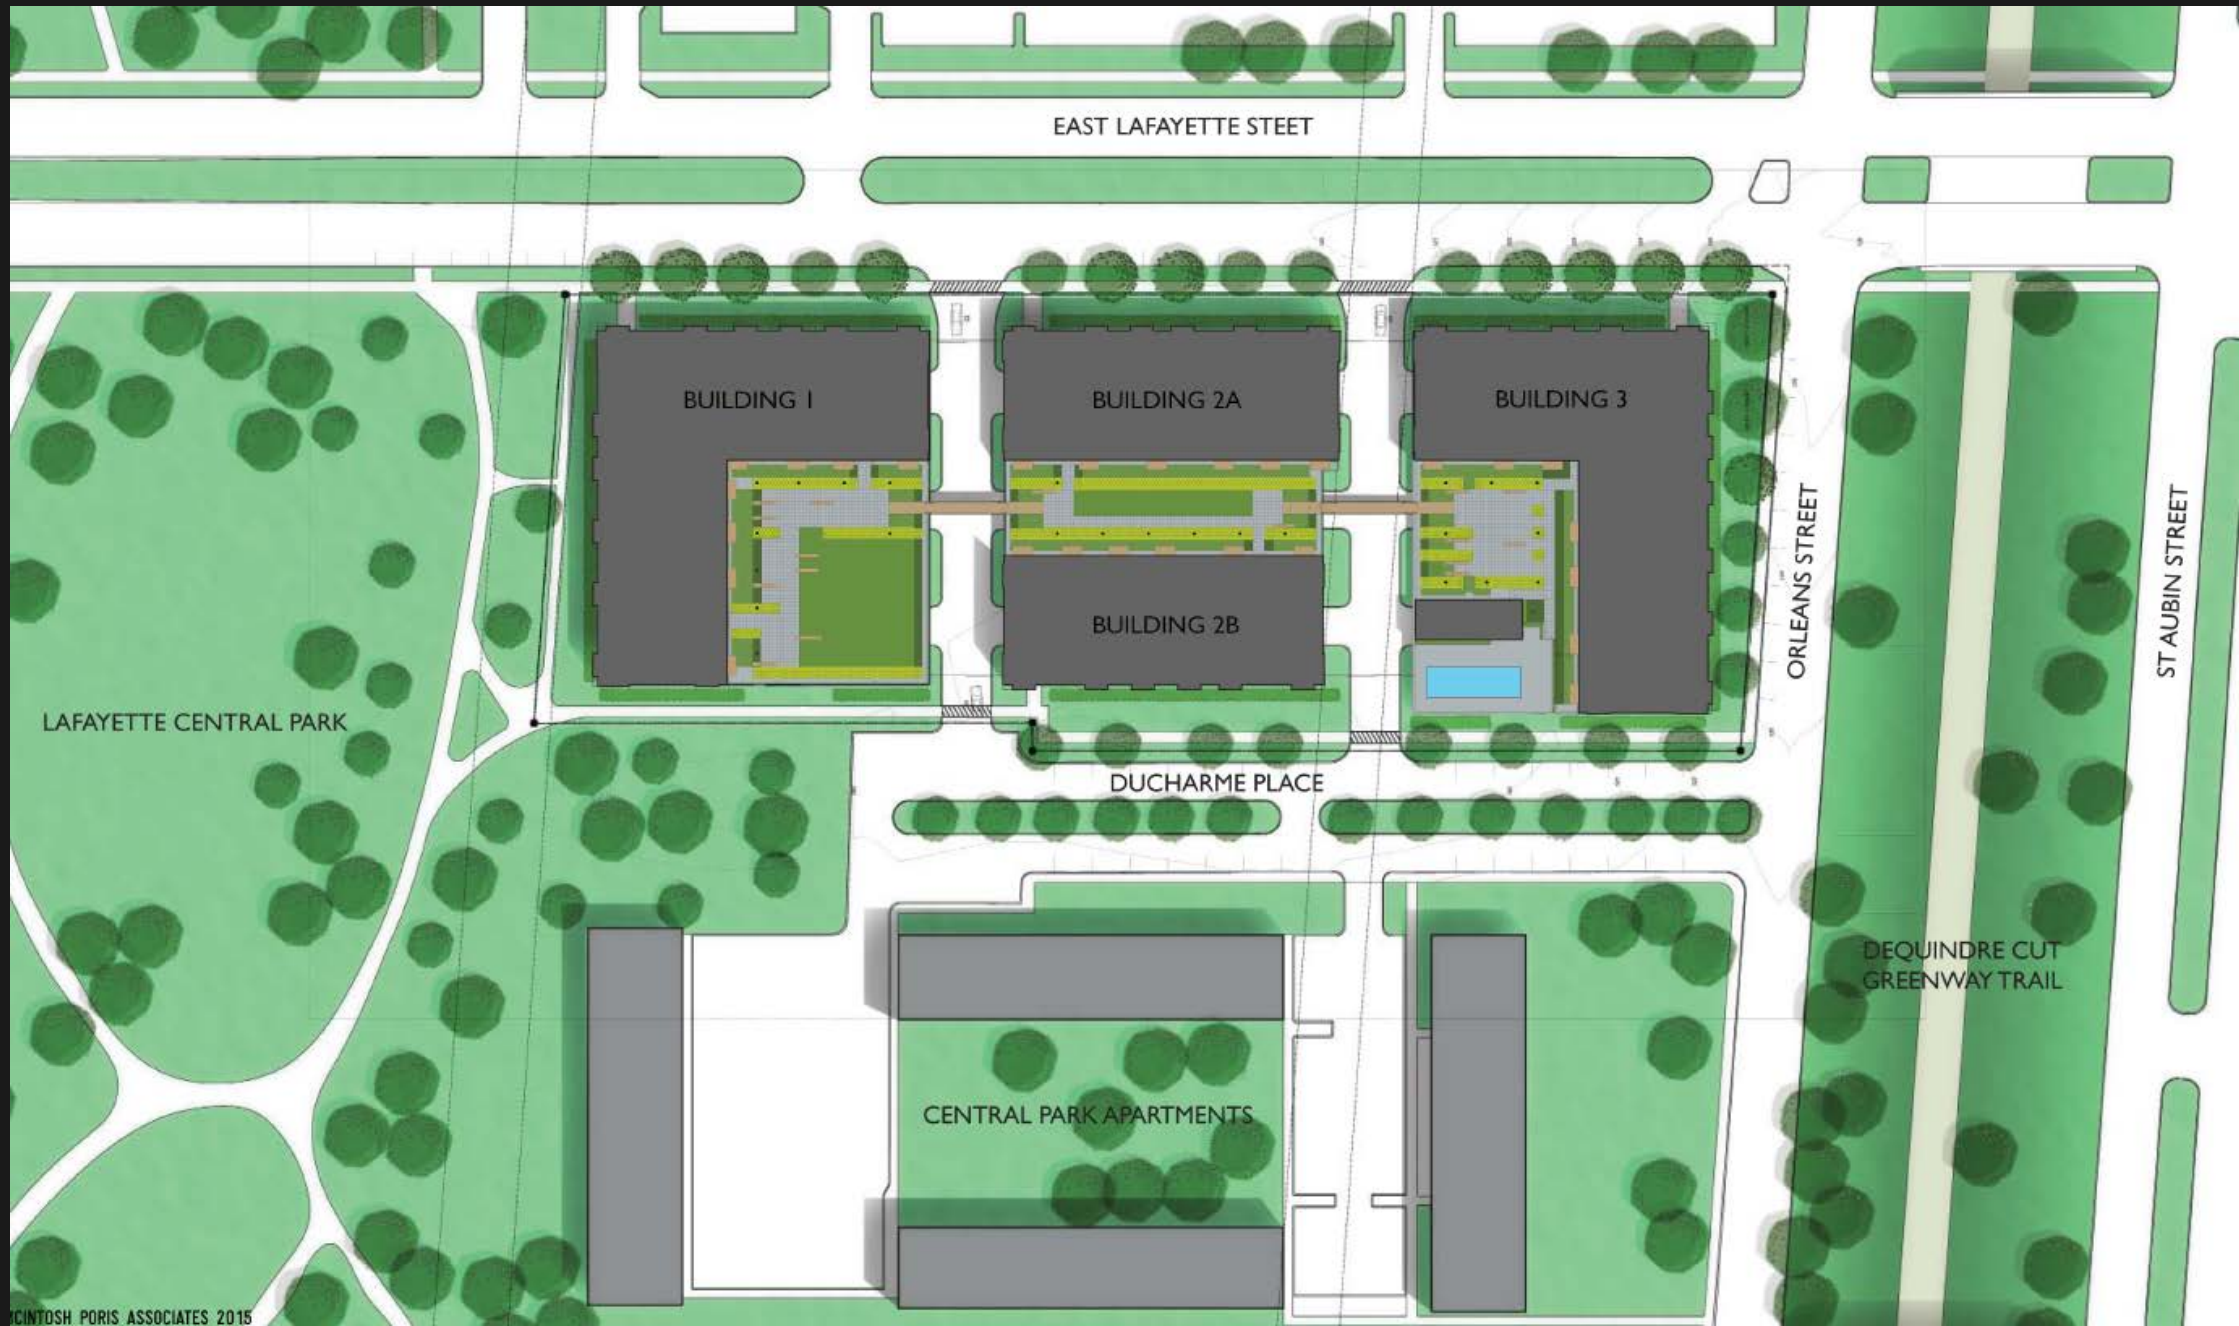 EAST LAFAYETTE STEET
BUILDING 1
BUILDING 2A
BUILDING 3
BUILDING 2B
ORLEANS STREET
ST AUBIN STREET
LAFAYETTE CENTRAL PARK
DUCHARME PLACE
DEQUINDRE CUT
GREENWAY TRAIL
CENTRAL PARK APARTMENTS
CINTOSH PORIS ASSOCIATES 2015